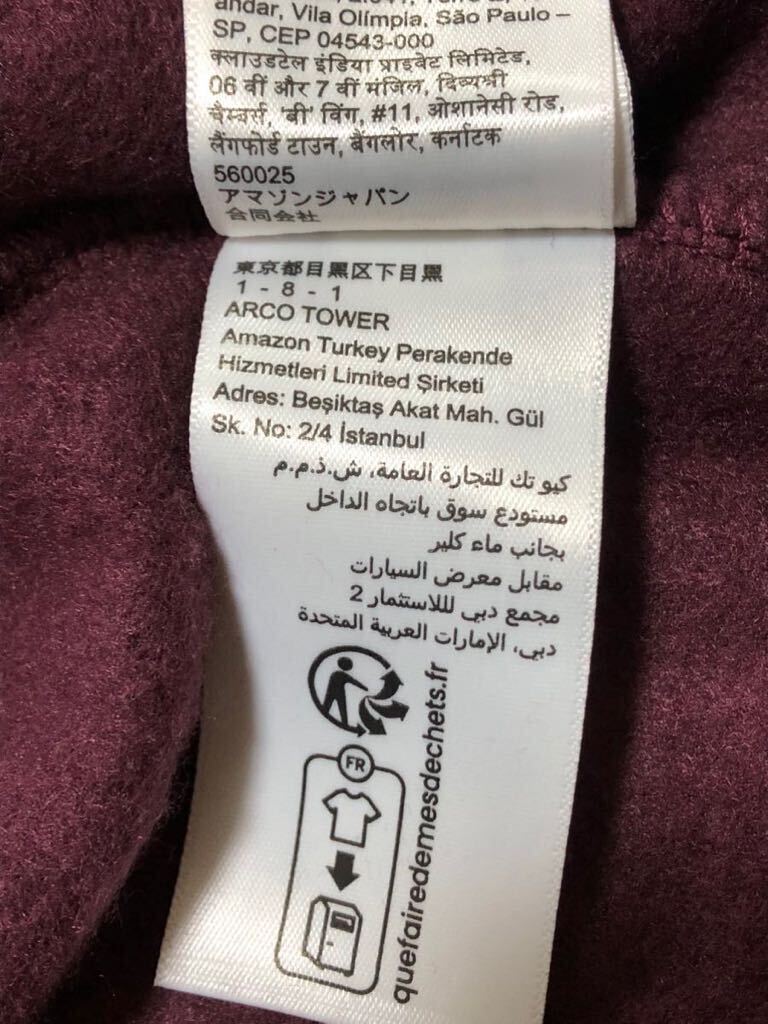 andar, Vila Olímpia, São Paulo –
SP, CEP 04543-000
क्लाउडटेल इंडिया प्राइवेट लिमिटेड,
06 वीं और 7 वीं मंजिल, दिव्यश्री
चैम्बर्स, 'बी' विंग, #11, ओशानेसी रोड,
लैंगफोर्ड टाउन, बैंगलोर, कर्नाटक
560025
アマゾンジャパン
合同会社
東京都目黒区下目黒
1 - 8 - 1
ARCO TOWER
Amazon Turkey Perakende
Hizmetleri Limited Şirketi
Adres: Beşiktaş Akat Mah. Gül
Sk. No: 2/4 İstanbul
كيو تك للتجارة العامة، ش.ذ.م.م
مستودع سوق باتجاه الداخل
بجانب ماء كلير
مقابل معرض السيارات
مجمع دبي لللاستثمار 2
دبي، الإمارات العربية المتحدة
FR
quefairedemesdechets.fr